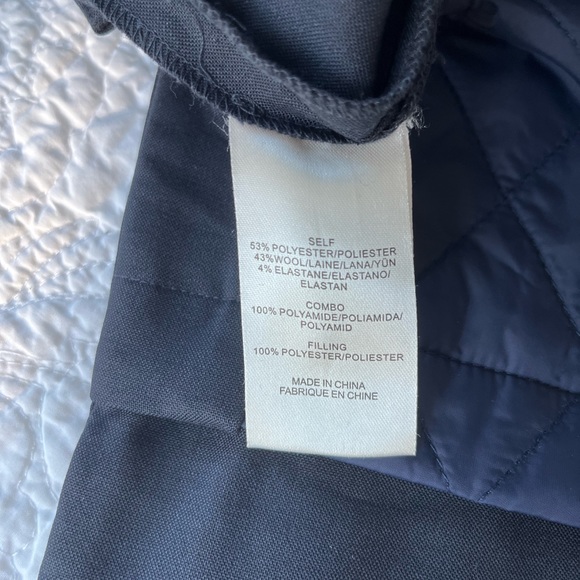 SELF
53% POLYESTER/POLIESTER
43%WOOL/LAINE/LANA/YÜN
4% ELASTANE/ELASTANO/
ELASTAN
COMBO
100% POLYAMIDE/POLIAMIDA/
POLYAMID
FILLING
100% POLYESTER/POLIESTER
MADE IN CHINA
FABRIQUE EN CHINE